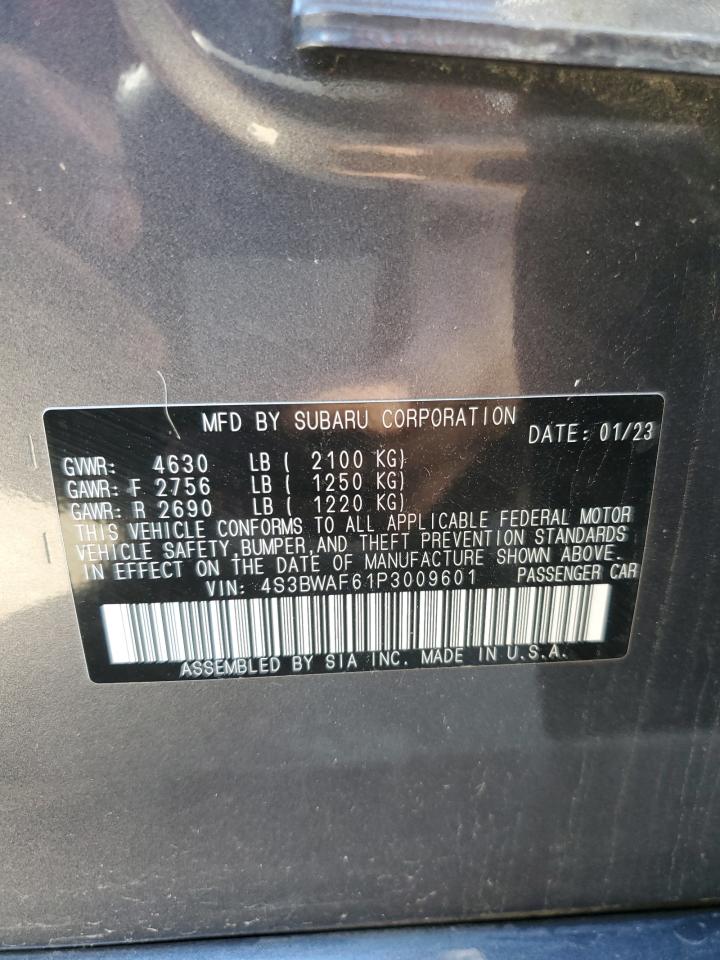 MFD BY SUBARU CORPORATION DATE: 01/23
GVWR: 4630 LB ( 2100 KG)
GAWR: F 2756 LB ( 1250 KG)
GAWR: R 2690 LB ( 1220 KG)
THIS VEHICLE CONFORMS TO ALL APPLICABLE FEDERAL MOTOR
VEHICLE SAFETY,BUMPER,AND THEFT PREVENTION STANDARDS
IN EFFECT ON THE DATE OF MANUFACTURE SHOWN ABOVE.
VIN: 4S3BWAF61P3009601 PASSENGER CAR
ASSEMBLED BY SIA INC. MADE IN U.S.A.